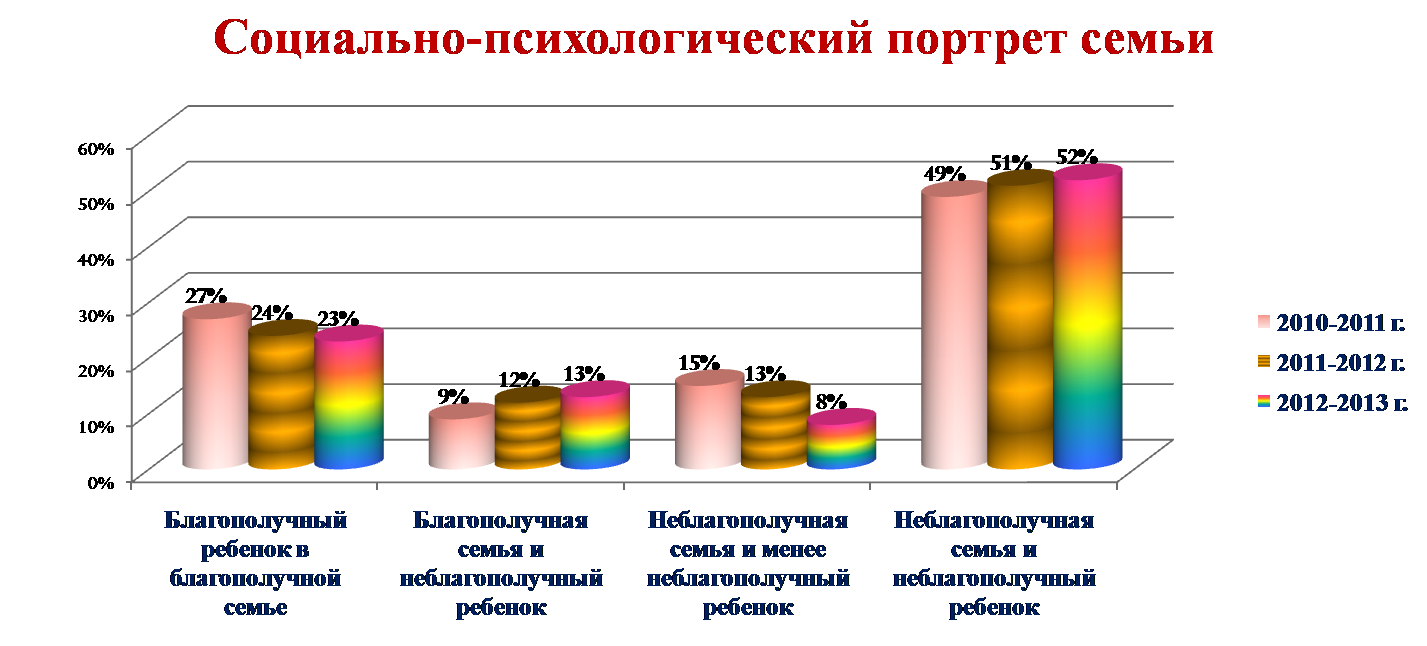 Социально-психологический портрет семьи
60%
50%
40%
30%
20%
10%
0%
27%
24%
23%
9%
12%
13%
15%
13%
8%
49%
51%
52%
Благополучный
ребенок в
благополучной
семье
Благополучная
семья и
неблагополучный
ребенок
Неблагополучная
семья и менее
неблагополучный
ребенок
Неблагополучная
семья и
неблагополучный
ребенок
2010-2011 г.
2011-2012 г.
2012-2013 г.